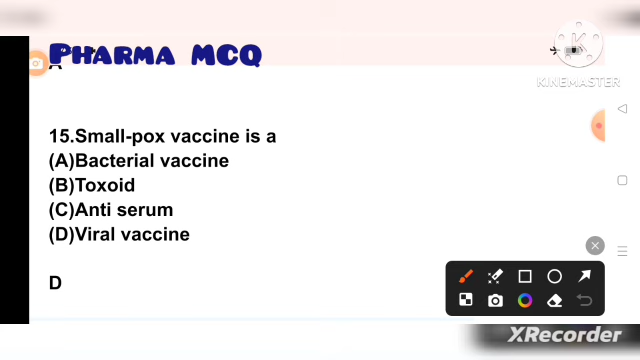 PHARMA MCQ
KINEMASTER
15.Small-pox vaccine is a
(A)Bacterial vaccine
(B)Toxoid
(C)Anti serum
(D)Viral vaccine
D
XRecorder